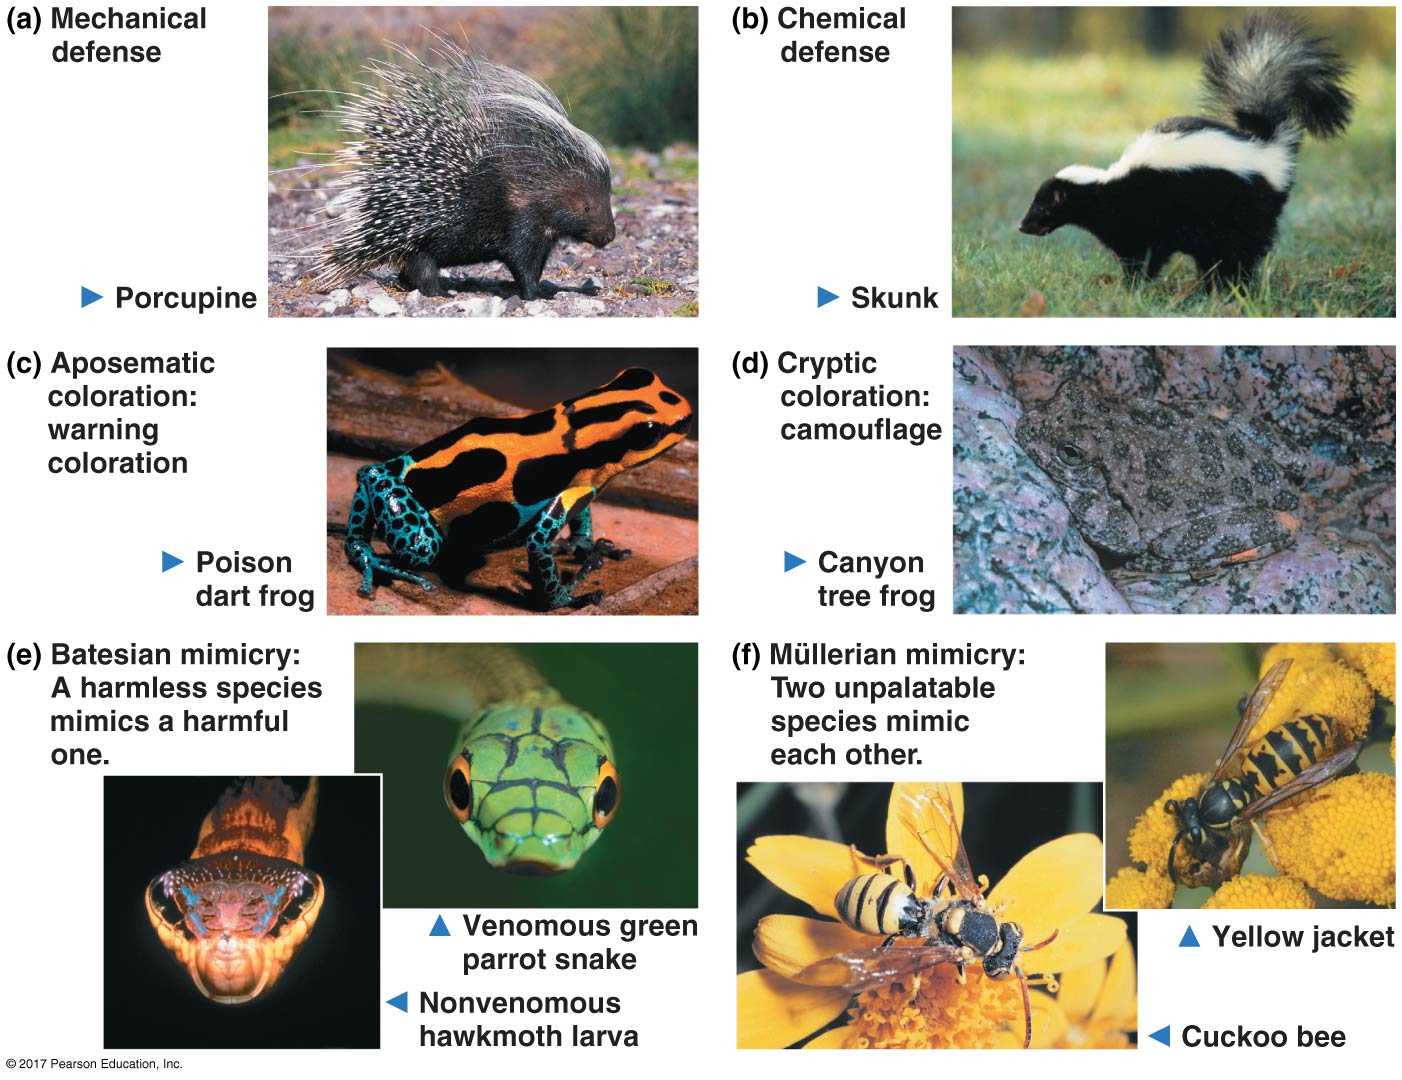 (a) Mechanical
defense
Porcupine
(b) Chemical
defense
Skunk
(c) Aposematic
coloration:
warning
coloration
Poison
dart frog
(d) Cryptic
coloration:
camouflage
Canyon
tree frog
(e) Batesian mimicry:
A harmless species
mimics a harmful
one.
Venomous green
parrot snake
Nonvenomous
hawkmoth larva
(f) Müllerian mimicry:
Two unpalatable
species mimic
each other.
Yellow jacket
Cuckoo bee
© 2017 Pearson Education, Inc.